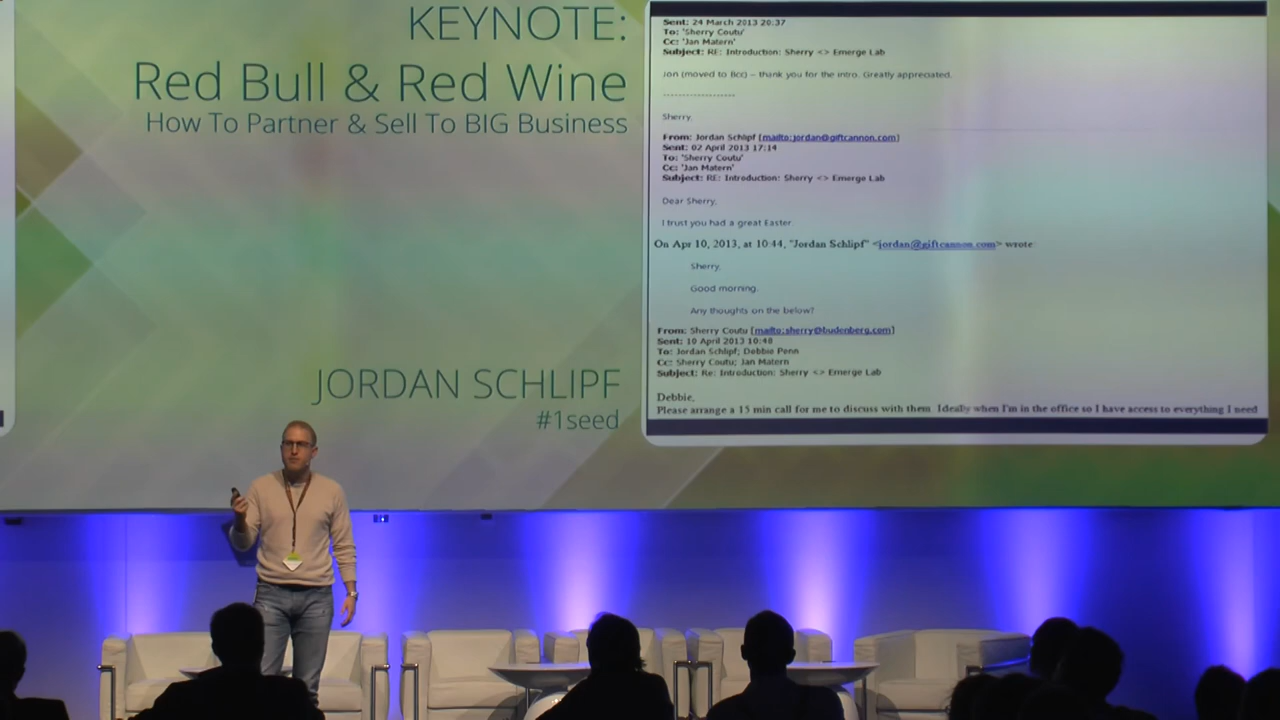 KEYNOTE:
Red Bull & Red Wine
How To Partner & Sell To BIG Business
JORDAN SCHLIPF
#1seed
Sent: 24 March 2013 20:37
To: 'Sherry Coutu'
Cc: 'Jan Matern'
Subject: RE: Introduction: Sherry <> Emerge Lab
Jon (moved to Bcc) – thank you for the intro. Greatly appreciated.
-------------------
Sherry,
From: Jordan Schlipf [mailto:jordan@giftcannon.com]
Sent: 02 April 2013 17:14
To: 'Sherry Coutu'
Cc: 'Jan Matern'
Subject: RE: Introduction: Sherry <> Emerge Lab
Dear Sherry,
I trust you had a great Easter.
On Apr 10, 2013, at 10:44, "Jordan Schlipf" <jordan@giftcannon.com> wrote:
Sherry,
Good morning.
Any thoughts on the below?
From: Sherry Coutu [mailto:sherry@budenberg.com]
Sent: 10 April 2013 10:48
To: Jordan Schlipf; Debbie Penn
Cc: Sherry Coutu; Jan Matern
Subject: Re: Introduction: Sherry <> Emerge Lab
Debbie,
Please arrange a 15 min call for me to discuss with them. Ideally when I'm in the office so I have access to everything I need